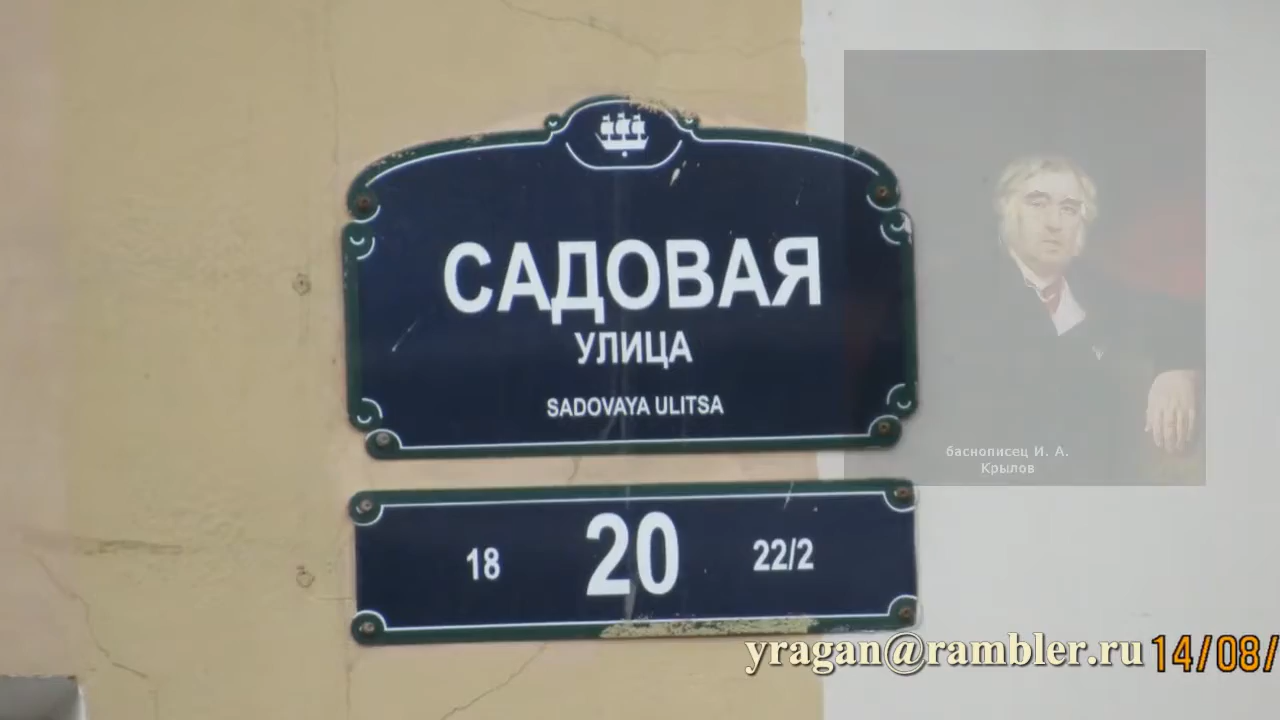 САДОВАЯ
УЛИЦА
SADOVAYA ULITSA
баснописец И. А.
Крылов
18 20 22/2
yragan@rambler.ru 14/08/